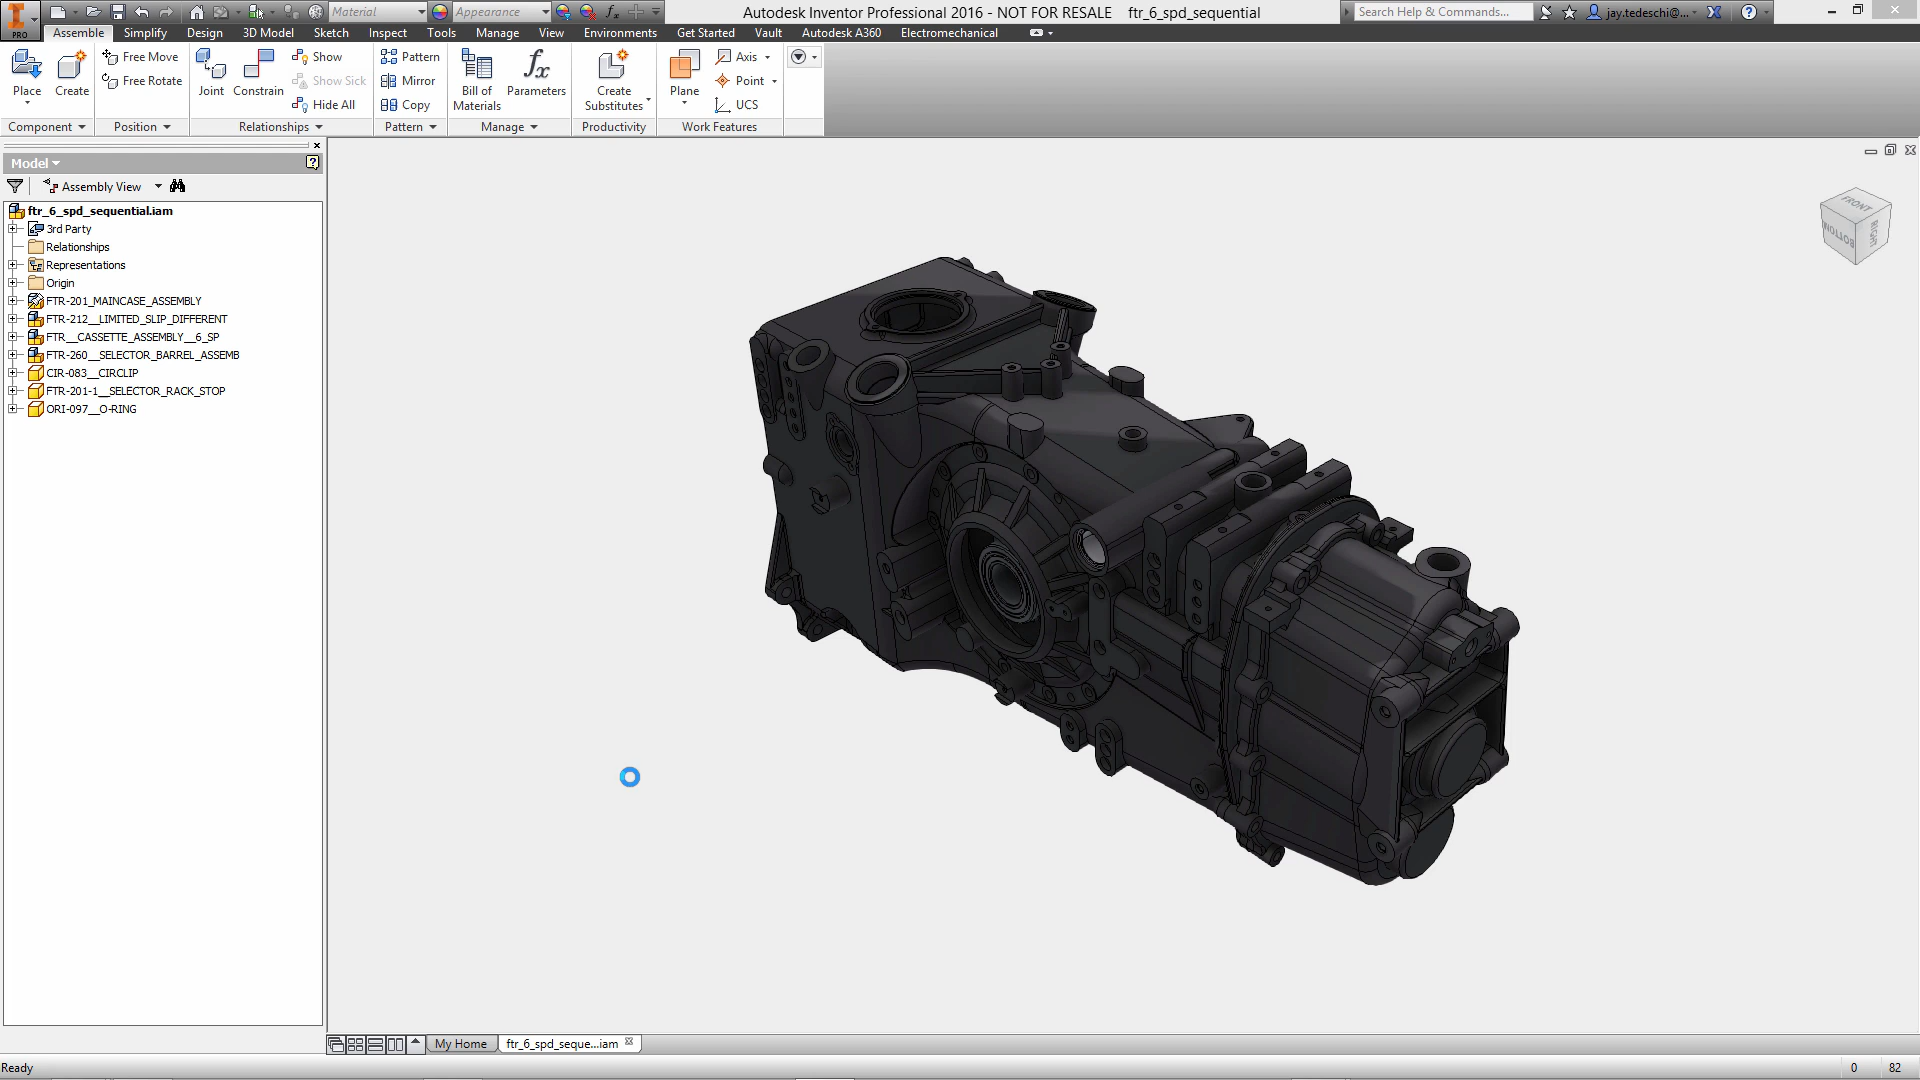 Material
Appearance
Autodesk Inventor Professional 2016 - NOT FOR RESALE ftr_6_spd_sequential
Search Help & Commands...
jay.tedeschi@...
PRO
Assemble Simplify Design 3D Model Sketch Inspect Tools Manage View Environments Get Started Vault Autodesk A360 Electromechanical
Place
Create
Free Move
Free Rotate
Joint
Constrain
Show
Show Sick
Hide All
Pattern
Mirror
Copy
Bill of
Materials
Parameters
Create
Substitutes
Plane
Axis
Point
UCS
Component Position Relationships Pattern Manage Productivity Work Features
Model
Assembly View
ftr_6_spd_sequential.iam
3rd Party
Relationships
Representations
Origin
FTR-201_MAINCASE_ASSEMBLY
FTR-212__LIMITED_SLIP_DIFFERENT
FTR__CASSETTE_ASSEMBLY__6_SP
FTR-260__SELECTOR_BARREL_ASSEMB
CIR-083__CIRCLIP
FTR-201-1__SELECTOR_RACK_STOP
ORI-097__O-RING
FRONT
BOTTOM
RIGHT
My Home
ftr_6_spd_seque...iam
Ready
0 82